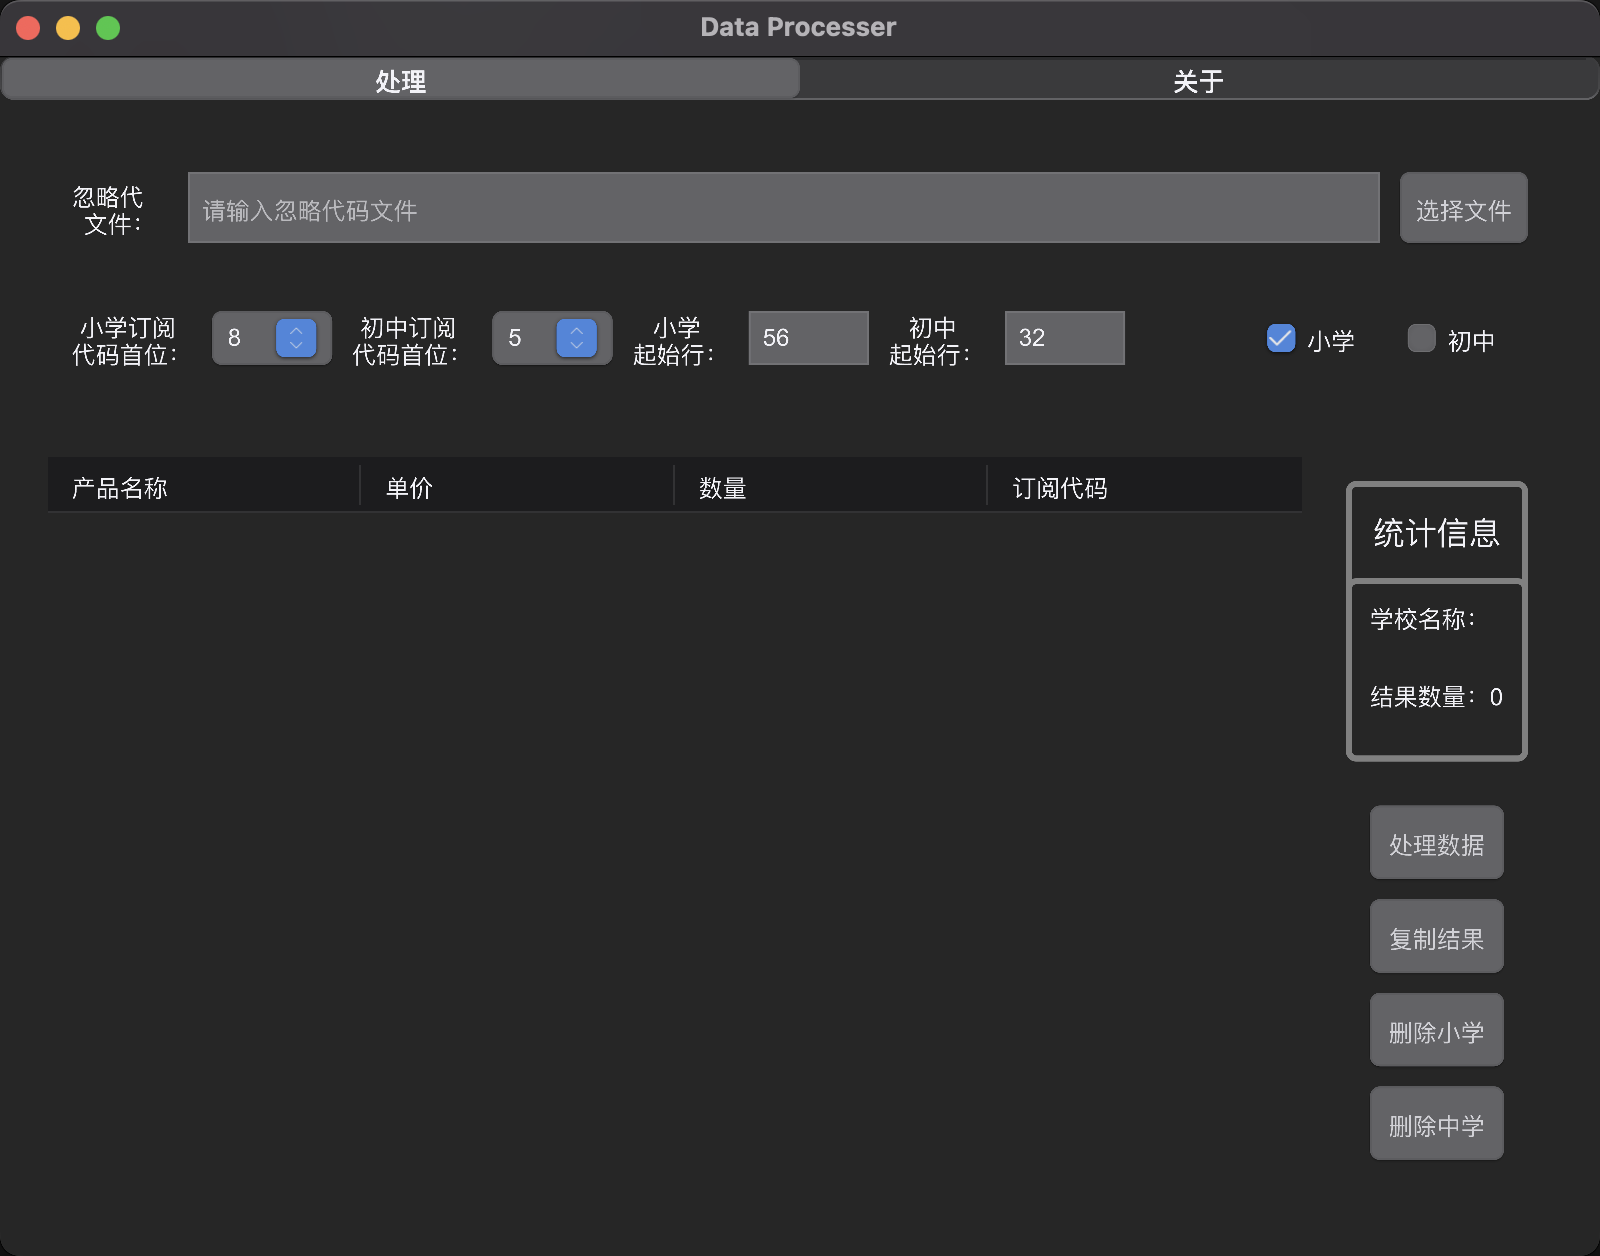 Data Processer
处理
关于
忽略代
文件：
请输入忽略代码文件
选择文件
小学订阅
代码首位：
8
初中订阅
代码首位：
5
小学
起始行：
56
初中
起始行：
32
小学
初中
产品名称
单价
数量
订阅代码
统计信息
学校名称：
结果数量：0
处理数据
复制结果
删除小学
删除中学